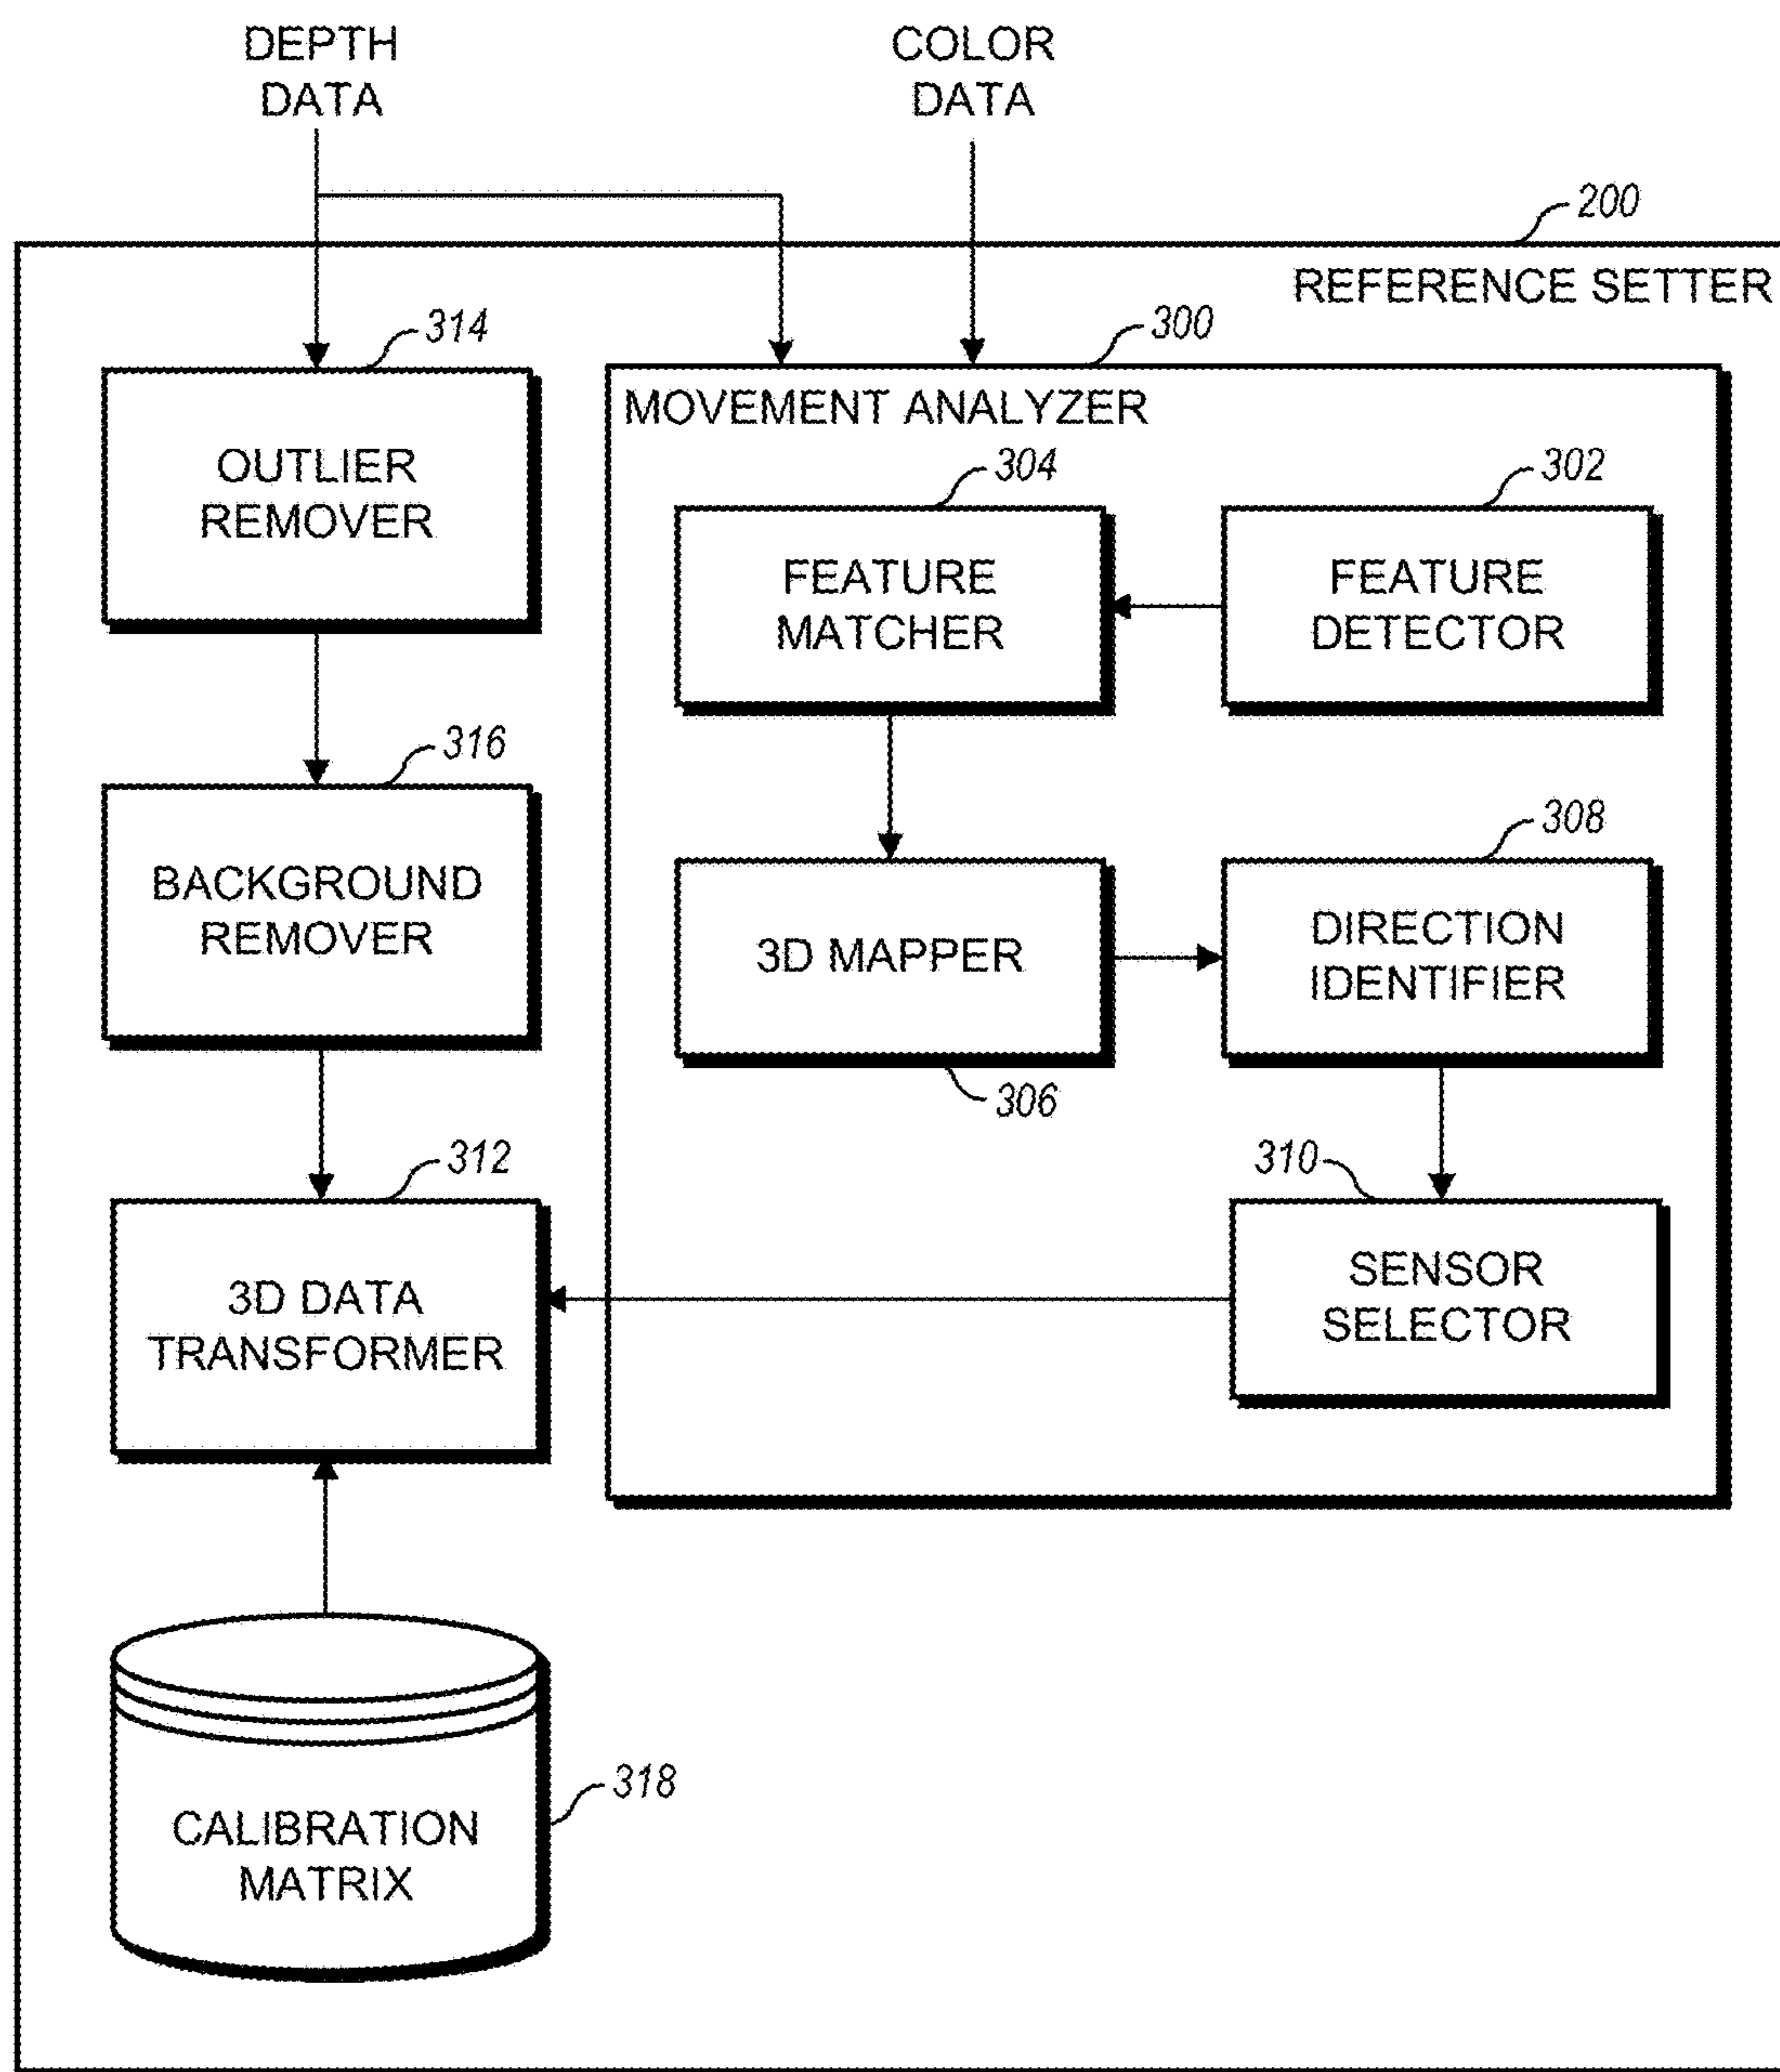 DEPTH
DATA
COLOR
DATA
200
REFERENCE SETTER
314
300
OUTLIER
REMOVER
MOVEMENT ANALYZER
304
302
FEATURE
MATCHER
FEATURE
DETECTOR
316
308
BACKGROUND
REMOVER
3D MAPPER
DIRECTION
IDENTIFIER
306
312
310
3D DATA
TRANSFORMER
SENSOR
SELECTOR
318
CALIBRATION
MATRIX